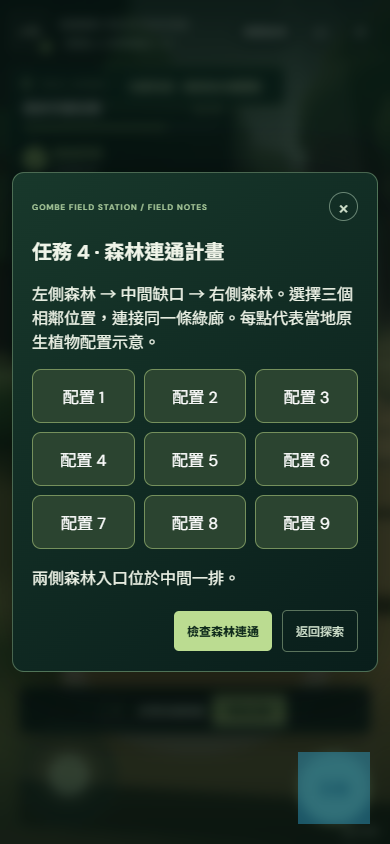 GOMBE FIELD STATION / FIELD NOTES
×
任務 4 · 森林連通計畫
左側森林 → 中間缺口 → 右側森林。選擇三個
相鄰位置，連接同一條綠廊。每點代表當地原
生植物配置示意。
配置 1
配置 2
配置 3
配置 4
配置 5
配置 6
配置 7
配置 8
配置 9
兩側森林入口位於中間一排。
檢查森林連通
返回探索